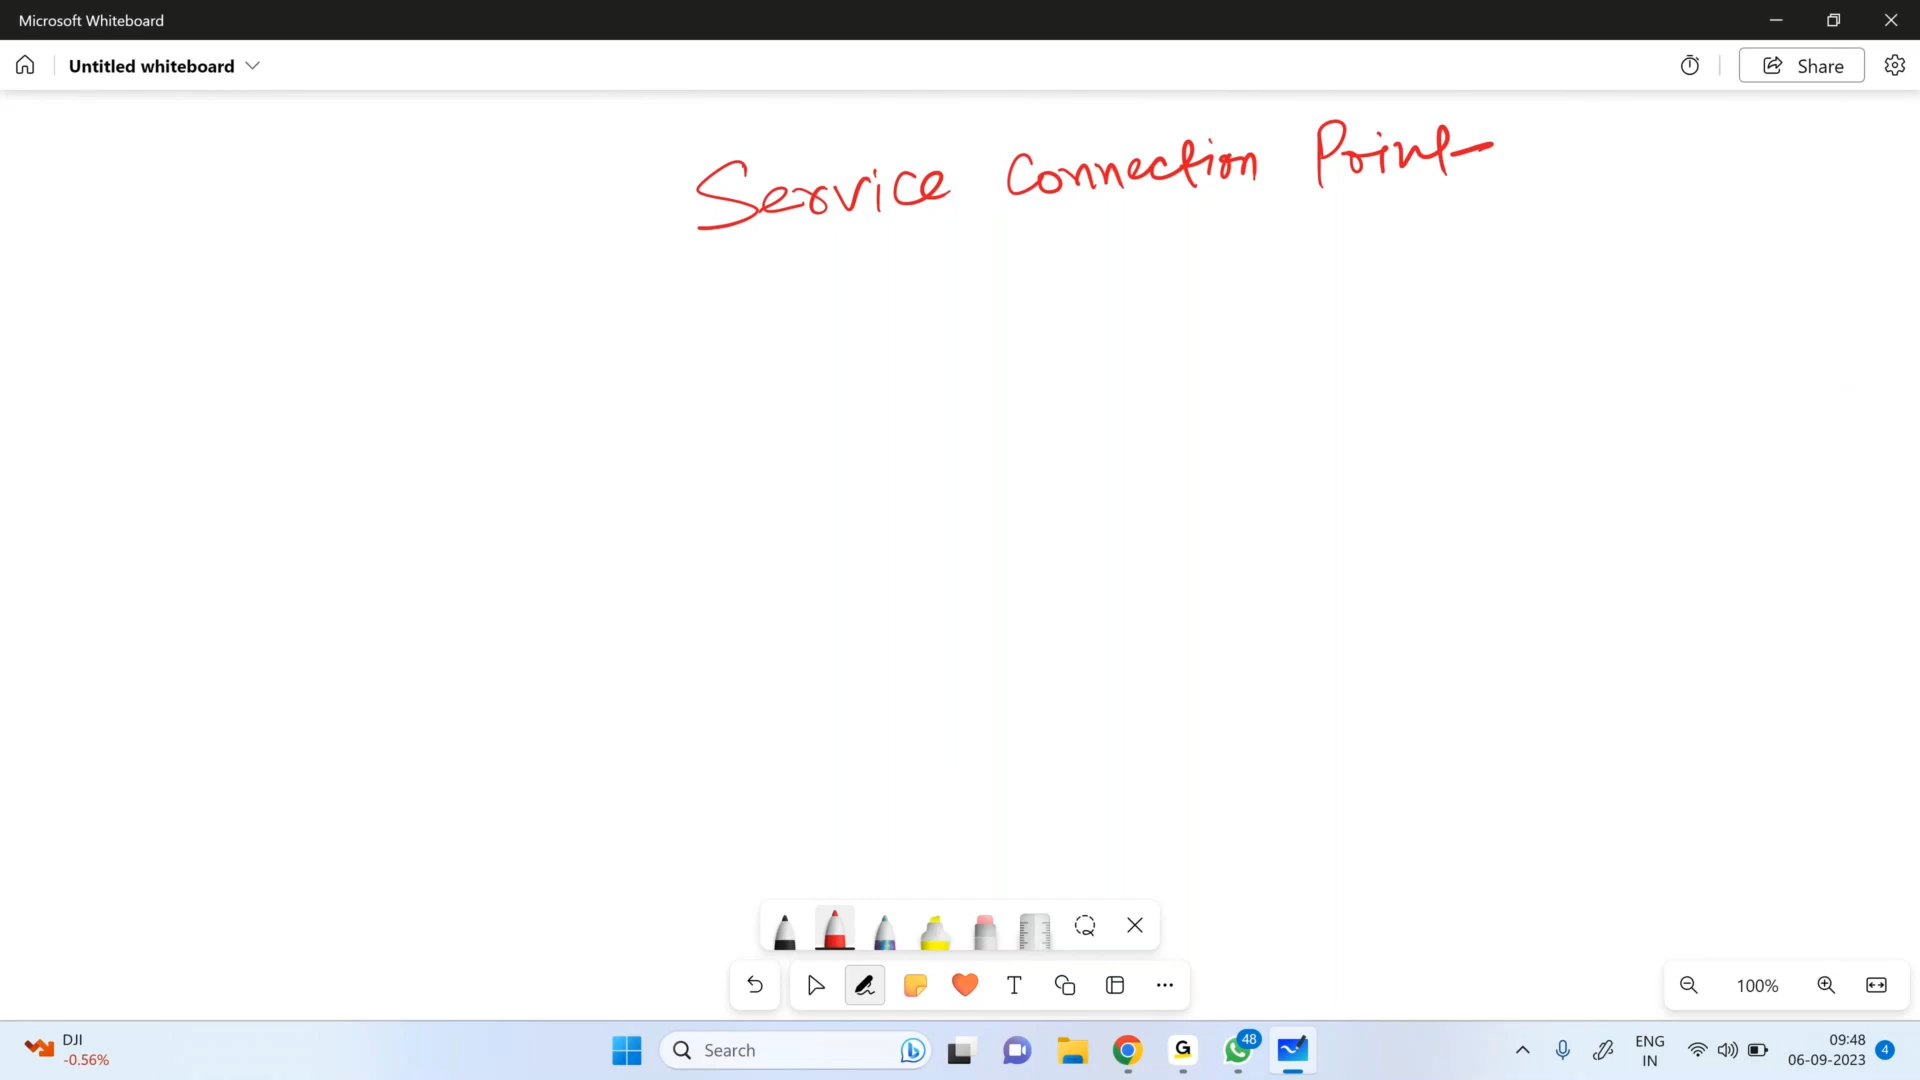 Microsoft Whiteboard
Untitled whiteboard
Share
Service Connection Point
T
100%
DJI
-0.56%
Search
b
G
48
ENG
IN
09:48
06-09-2023
4